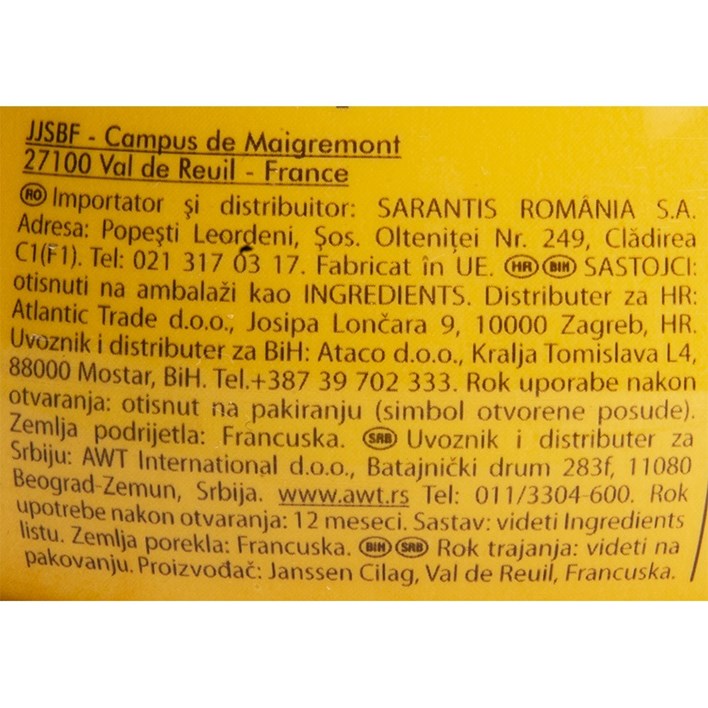 JJSBF - Campus de Maigremont
27100 Val de Reuil - France
RO Importator și distribuitor: SARANTIS ROMÂNIA S.A.
Adresa: Popești Leordeni, Șos. Olteniței Nr. 249, Clădirea
C1(F1). Tel: 021 317 03 17. Fabricat în UE. HR BIH SASTOJCI:
otisnuti na ambalaži kao INGREDIENTS. Distributer za HR:
Atlantic Trade d.o.o., Josipa Lončara 9, 10000 Zagreb, HR.
Uvoznik i distributer za BiH: Ataco d.o.o., Kralja Tomislava L4,
88000 Mostar, BiH. Tel.+387 39 702 333. Rok uporabe nakon
otvaranja: otisnut na pakiranju (simbol otvorene posude).
Zemlja podrijetla: Francuska. SRB Uvoznik i distributer za
Srbiju: AWT International d.o.o., Batajnički drum 283f, 11080
Beograd-Zemun, Srbija. www.awt.rs Tel: 011/3304-600. Rok
upotrebe nakon otvaranja: 12 meseci. Sastav: videti Ingredients
listu. Zemlja porekla: Francuska. BIH SRB Rok trajanja: videti na
pakovanju. Proizvođač: Janssen Cilag, Val de Reuil, Francuska.